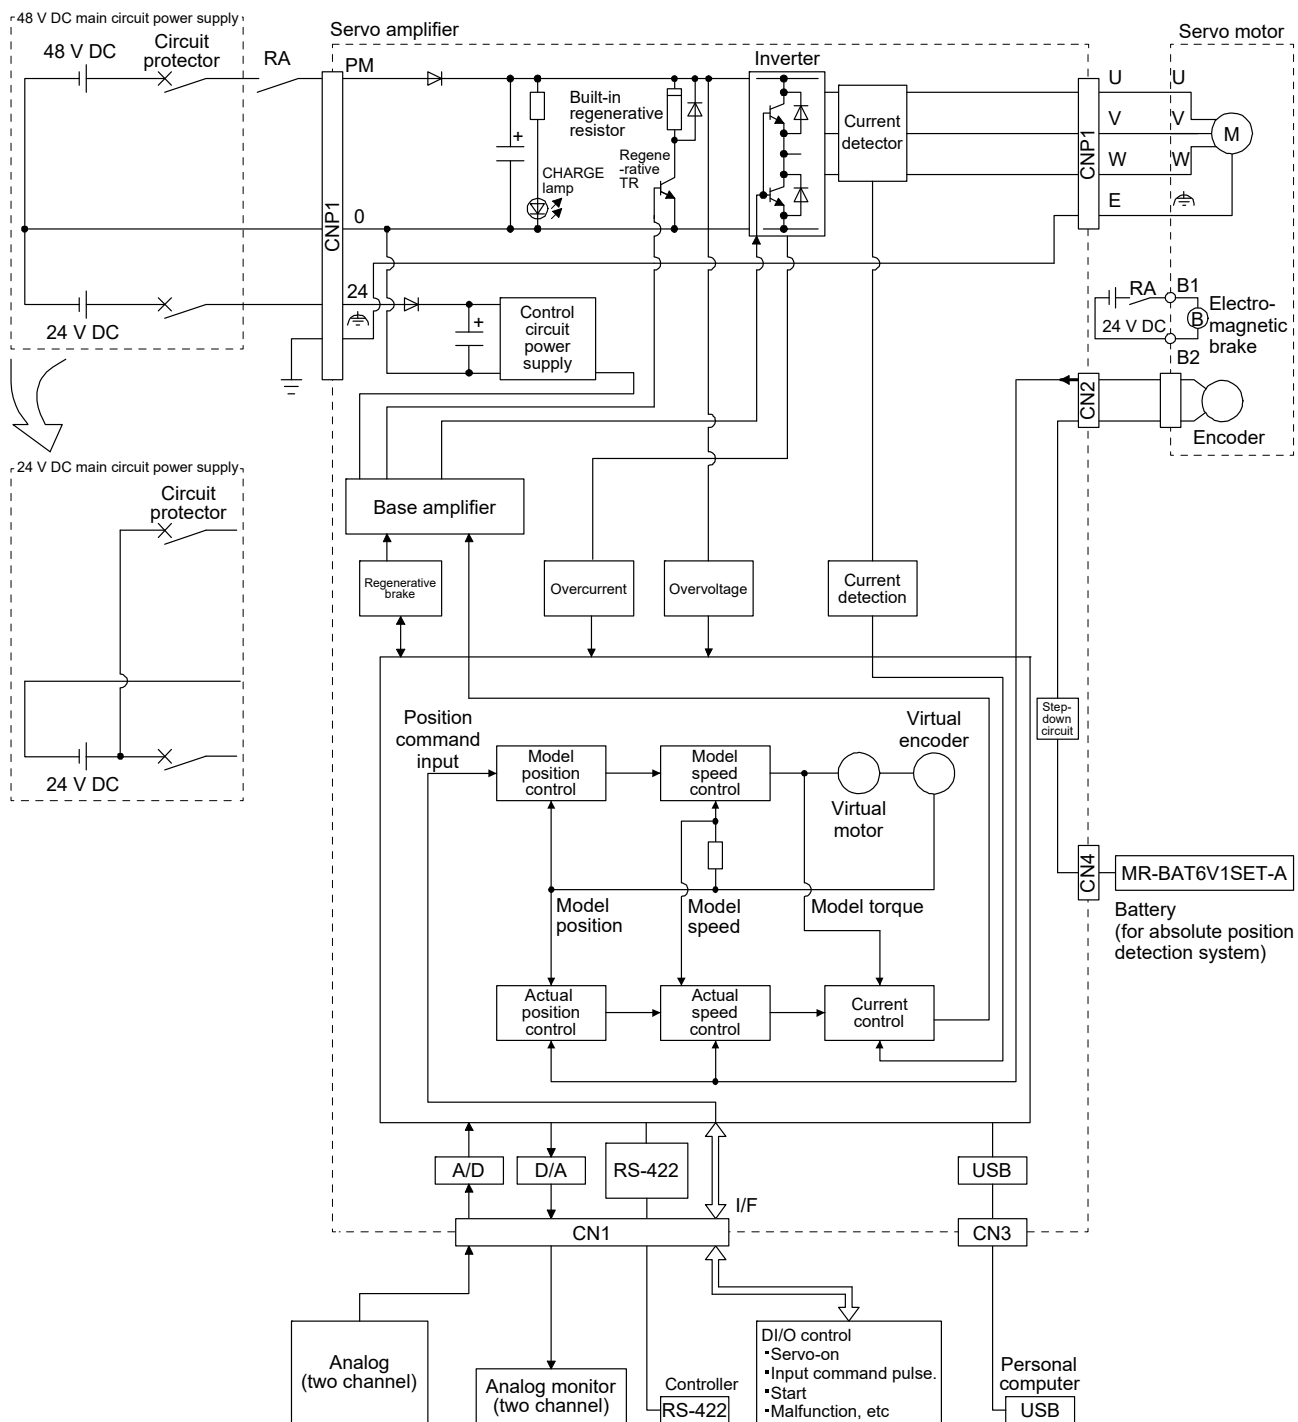 48 V DC main circuit power supply
48 V DC
Circuit
protector
RA
Servo amplifier
PM
Built-in
regenerative
resistor
CHARGE
lamp
Regene
-rative
TR
Inverter
Current
detector
CNP1
U
V
W
E
Servo motor
U
V
W
M
CNP1
0
24
24 V DC
+
+
Control
circuit
power
supply
RA
24 V DC
B1
B
B2
Electro-
magnetic
brake
CN2
Encoder
24 V DC main circuit power supply
Circuit
protector
24 V DC
Base amplifier
Regenerative
brake
Overcurrent
Overvoltage
Current
detection
Step-
down
circuit
Position
command
input
Model
position
control
Model
speed
control
Virtual
motor
Virtual
encoder
Model
position
Model
speed
Model torque
Actual
position
control
Actual
speed
control
Current
control
CN4
MR-BAT6V1SET-A
Battery
(for absolute position
detection system)
A/D
D/A
RS-422
I/F
USB
CN1
CN3
Analog
(two channel)
Analog monitor
(two channel)
Controller
RS-422
DI/O control
･Servo-on
･Input command pulse.
･Start
･Malfunction, etc
Personal
computer
USB